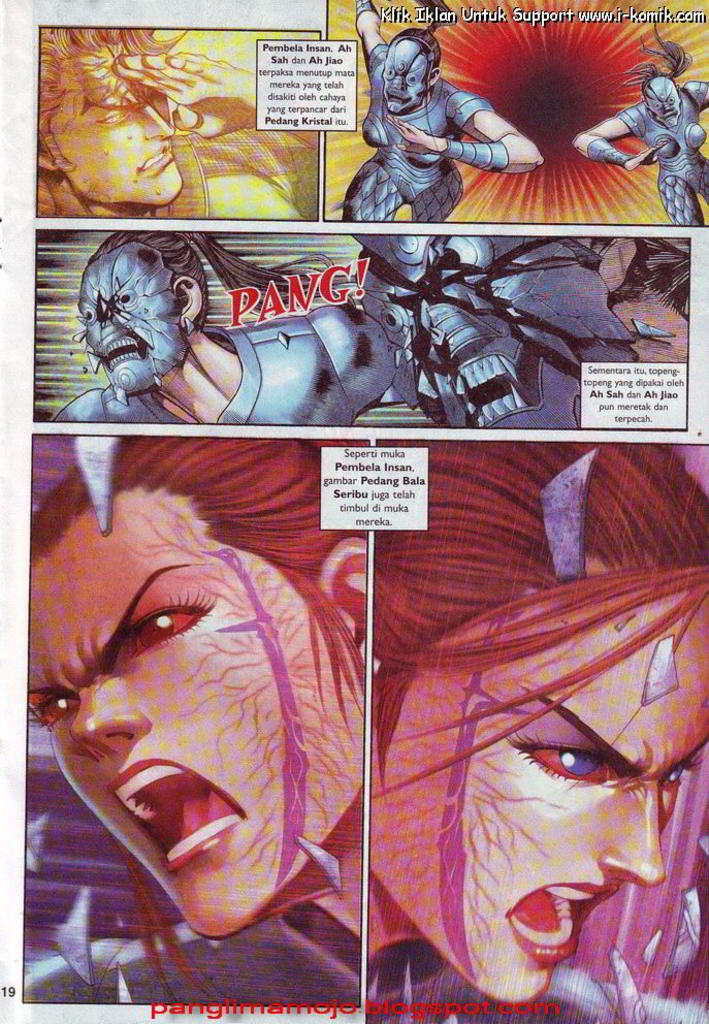 Klik Iklan Untuk Support www.i-komik.com
Pembela Insan, Ah
Sah dan Ah Jiao
terpaksa menutup mata
mereka yang telah
disakiti oleh cahaya
yang terpancar dari
Pedang Kristal itu.
PANG!
Sementara itu, topeng-
topeng yang dipakai oleh
Ah Sah dan Ah Jiao
pun meretak dan
terpecah.
Seperti muka
Pembela Insan,
gambar Pedang Bala
Seribu juga telah
timbul di muka
mereka.
19
panglimamojo.blogspot.com